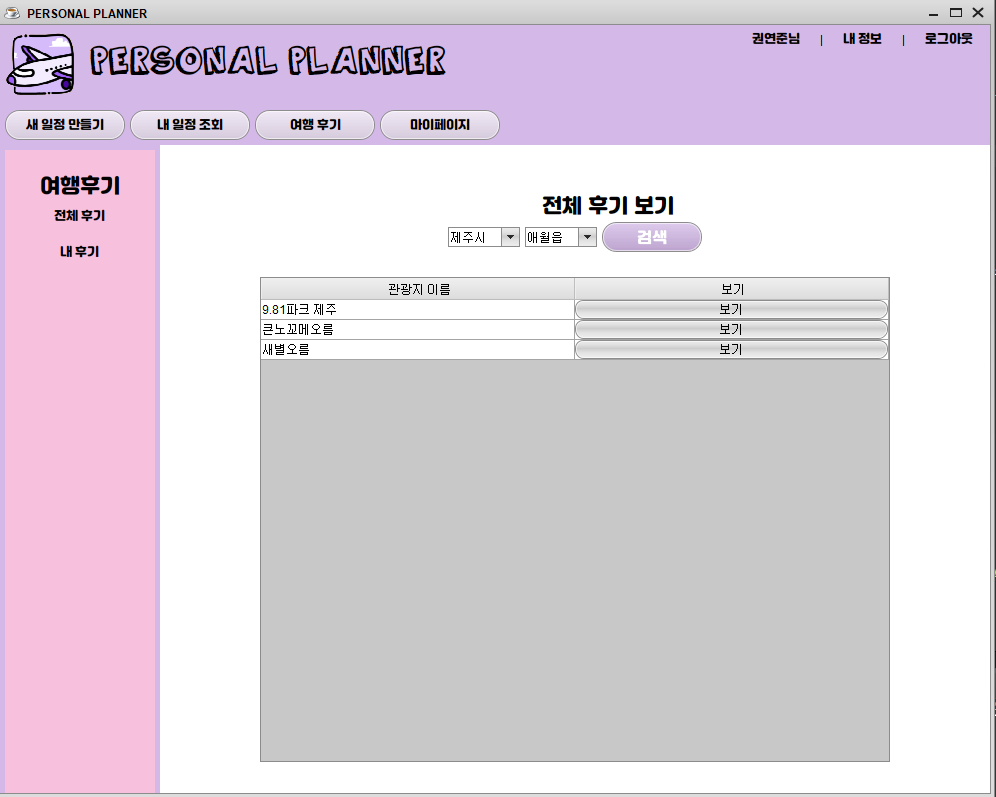 PERSONAL PLANNER
권연준님 | 내 정보 | 로그아웃
PERSONAL PLANNER
새 일정 만들기 내 일정 조회 여행 후기 마이페이지
여행후기
전체 후기
내 후기
전체 후기 보기
제주시 애월읍 검색
관광지 이름 보기
9.81파크 제주 보기
큰노꼬메오름 보기
새별오름 보기